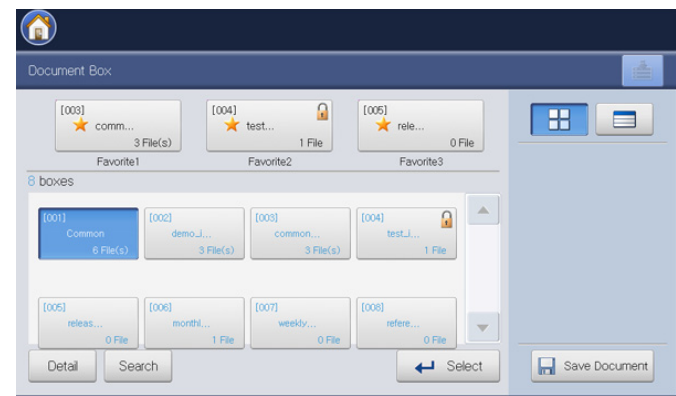 Document Box
[003]
comm...
3 File(s)
Favorite1
[004]
test...
1 File
Favorite2
[005]
rele...
0 File
Favorite3
8 boxes
[001]
Common
6 File(s)
[002]
demo_i...
3 File(s)
[003]
common...
3 File(s)
[004]
test_i...
1 File
[005]
releas...
0 File
[006]
monthl...
1 File
[007]
weekly...
0 File
[008]
refere...
0 File
Detail
Search
Select
Save Document